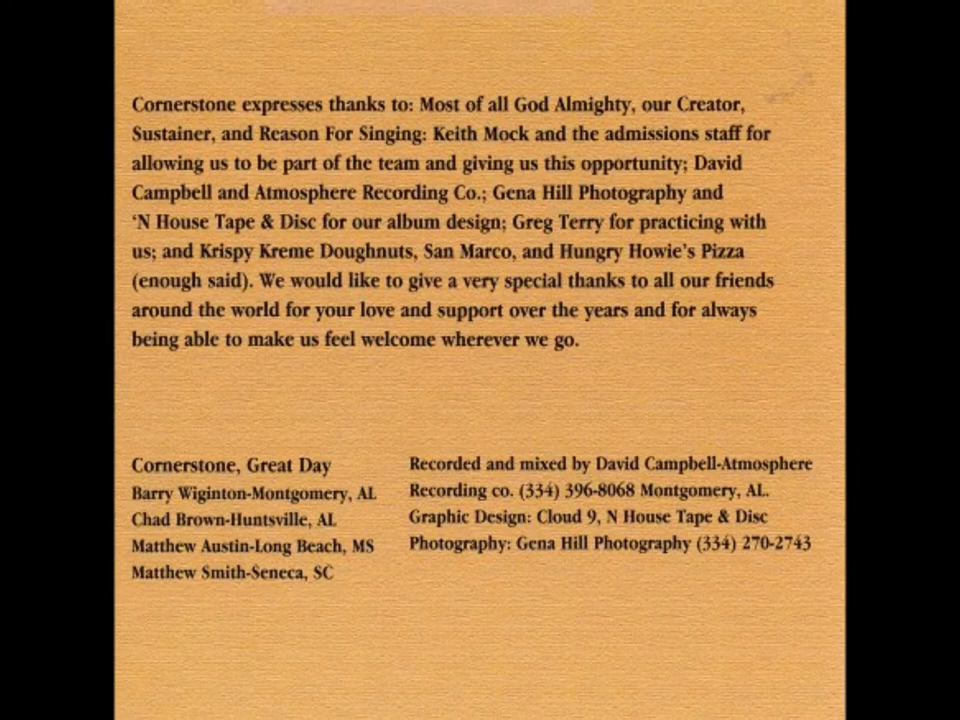 Cornerstone expresses thanks to: Most of all God Almighty, our Creator,
Sustainer, and Reason For Singing: Keith Mock and the admissions staff for
allowing us to be part of the team and giving us this opportunity; David
Campbell and Atmosphere Recording Co.; Gena Hill Photography and
‘N House Tape & Disc for our album design; Greg Terry for practicing with
us; and Krispy Kreme Doughnuts, San Marco, and Hungry Howie’s Pizza
(enough said). We would like to give a very special thanks to all our friends
around the world for your love and support over the years and for always
being able to make us feel welcome wherever we go.
Cornerstone, Great Day
Barry Wiginton-Montgomery, AL
Chad Brown-Huntsville, AL
Matthew Austin-Long Beach, MS
Matthew Smith-Seneca, SC
Recorded and mixed by David Campbell-Atmosphere
Recording co. (334) 396-8068 Montgomery, AL.
Graphic Design: Cloud 9, N House Tape & Disc
Photography: Gena Hill Photography (334) 270-2743